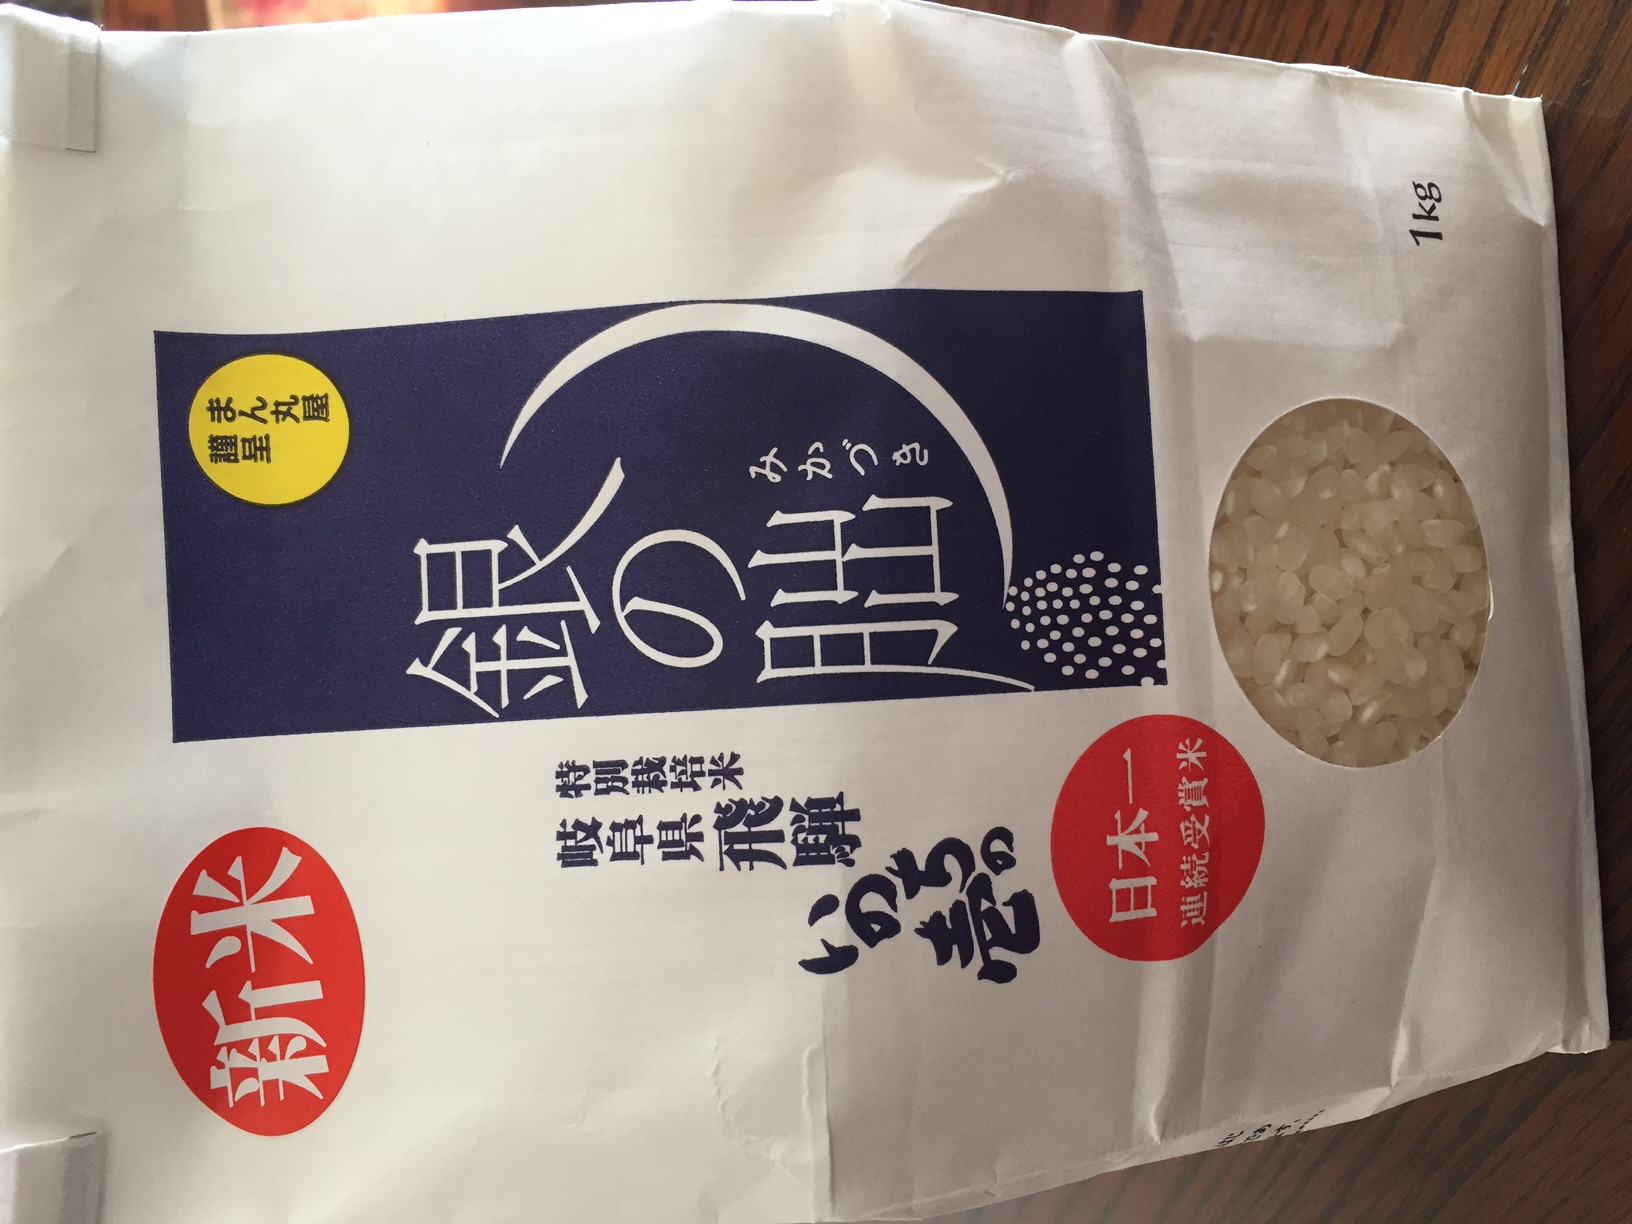 新米
まん丸屋
謹呈
銀の朏
みかづき
特別栽培米
岐阜県飛騨
いのちの壱
日本一
連続受賞米
1kg